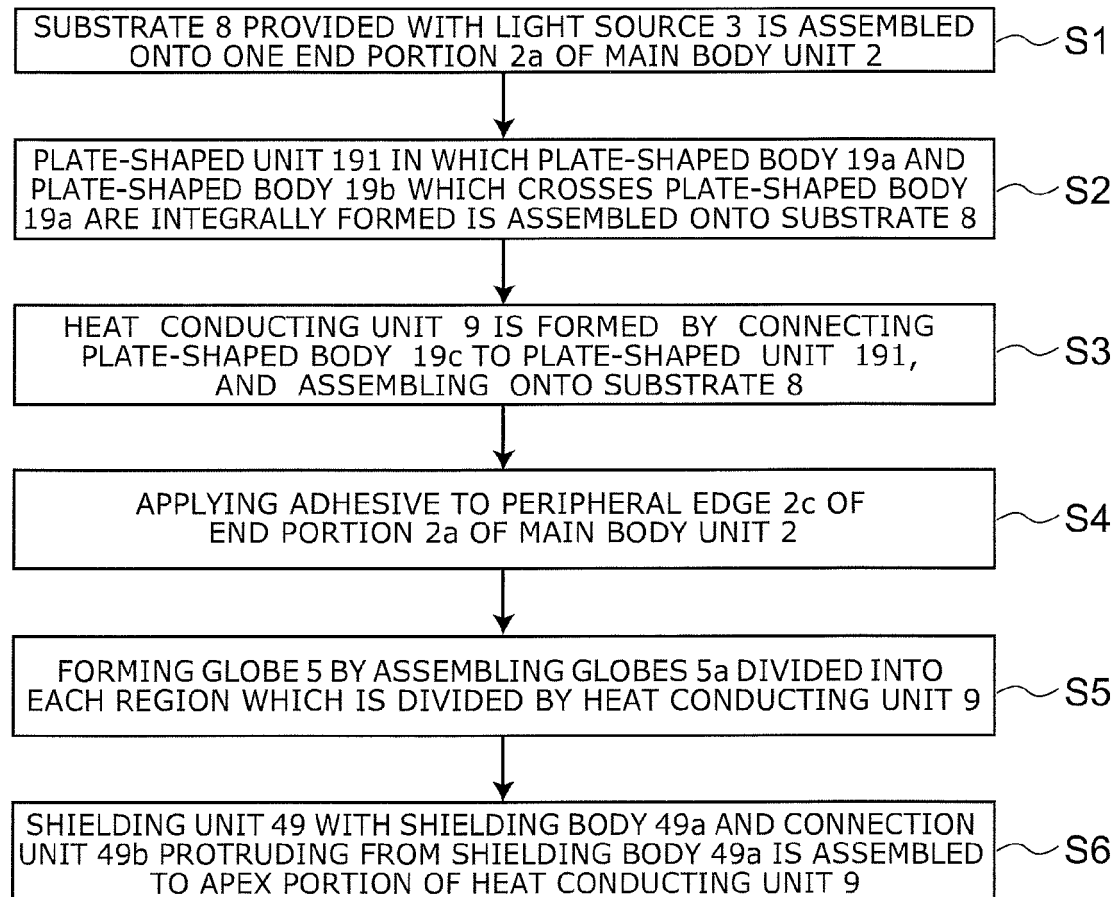 SUBSTRATE 8 PROVIDED WITH LIGHT SOURCE 3 IS ASSEMBLED
ONTO ONE END PORTION 2a OF MAIN BODY UNIT 2
S1
PLATE-SHAPED UNIT 191 IN WHICH PLATE-SHAPED BODY 19a AND
PLATE-SHAPED BODY 19b WHICH CROSSES PLATE-SHAPED BODY
19a ARE INTEGRALLY FORMED IS ASSEMBLED ONTO SUBSTRATE 8
S2
HEAT CONDUCTING UNIT 9 IS FORMED BY CONNECTING
PLATE-SHAPED BODY 19c TO PLATE-SHAPED UNIT 191,
AND ASSEMBLING ONTO SUBSTRATE 8
S3
APPLYING ADHESIVE TO PERIPHERAL EDGE 2c OF
END PORTION 2a OF MAIN BODY UNIT 2
S4
FORMING GLOBE 5 BY ASSEMBLING GLOBES 5a DIVIDED INTO
EACH REGION WHICH IS DIVIDED BY HEAT CONDUCTING UNIT 9
S5
SHIELDING UNIT 49 WITH SHIELDING BODY 49a AND CONNECTION
UNIT 49b PROTRUDING FROM SHIELDING BODY 49a IS ASSEMBLED
TO APEX PORTION OF HEAT CONDUCTING UNIT 9
S6